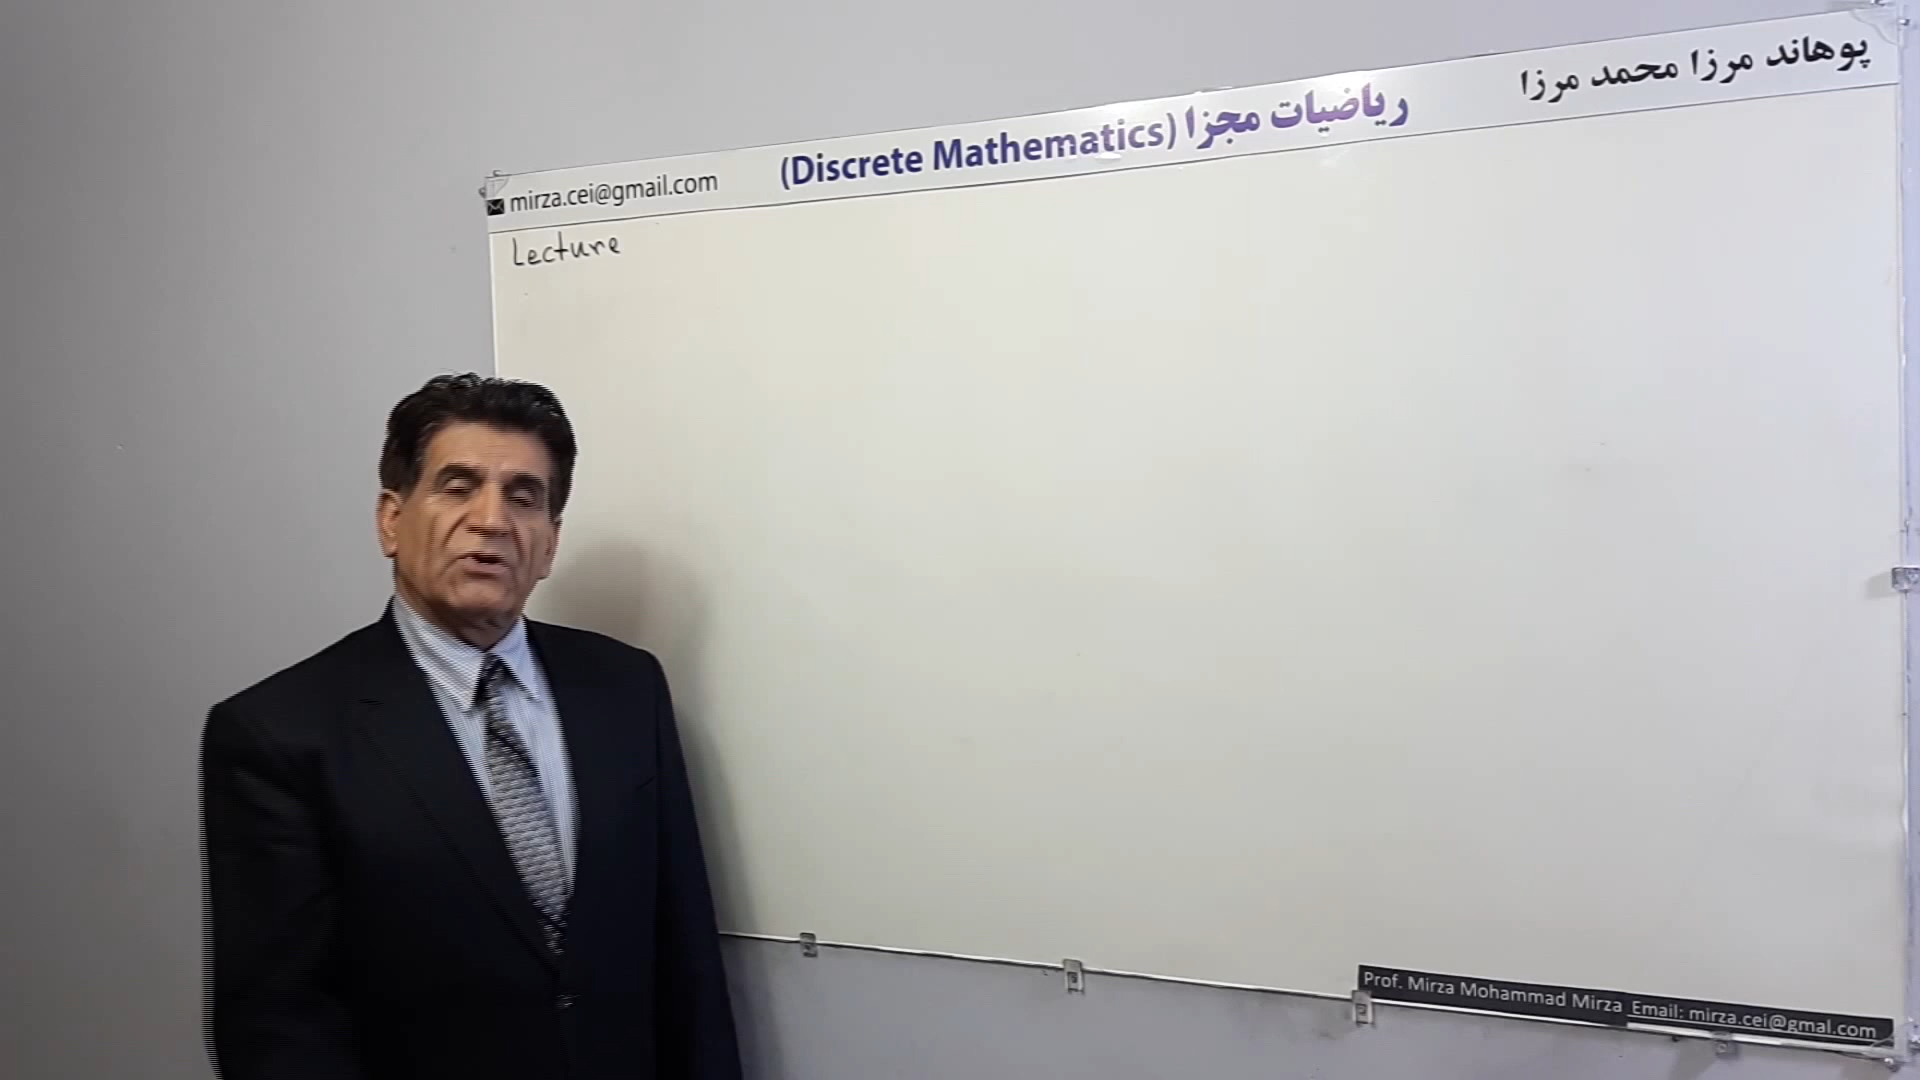 پوهاند مرزا محمد مرزا
ریاضیات مجزا (Discrete Mathematics)
mirza.cei@gmail.com
Lecture
Prof. Mirza Mohammad Mirza Email: mirza.cei@gmal.com